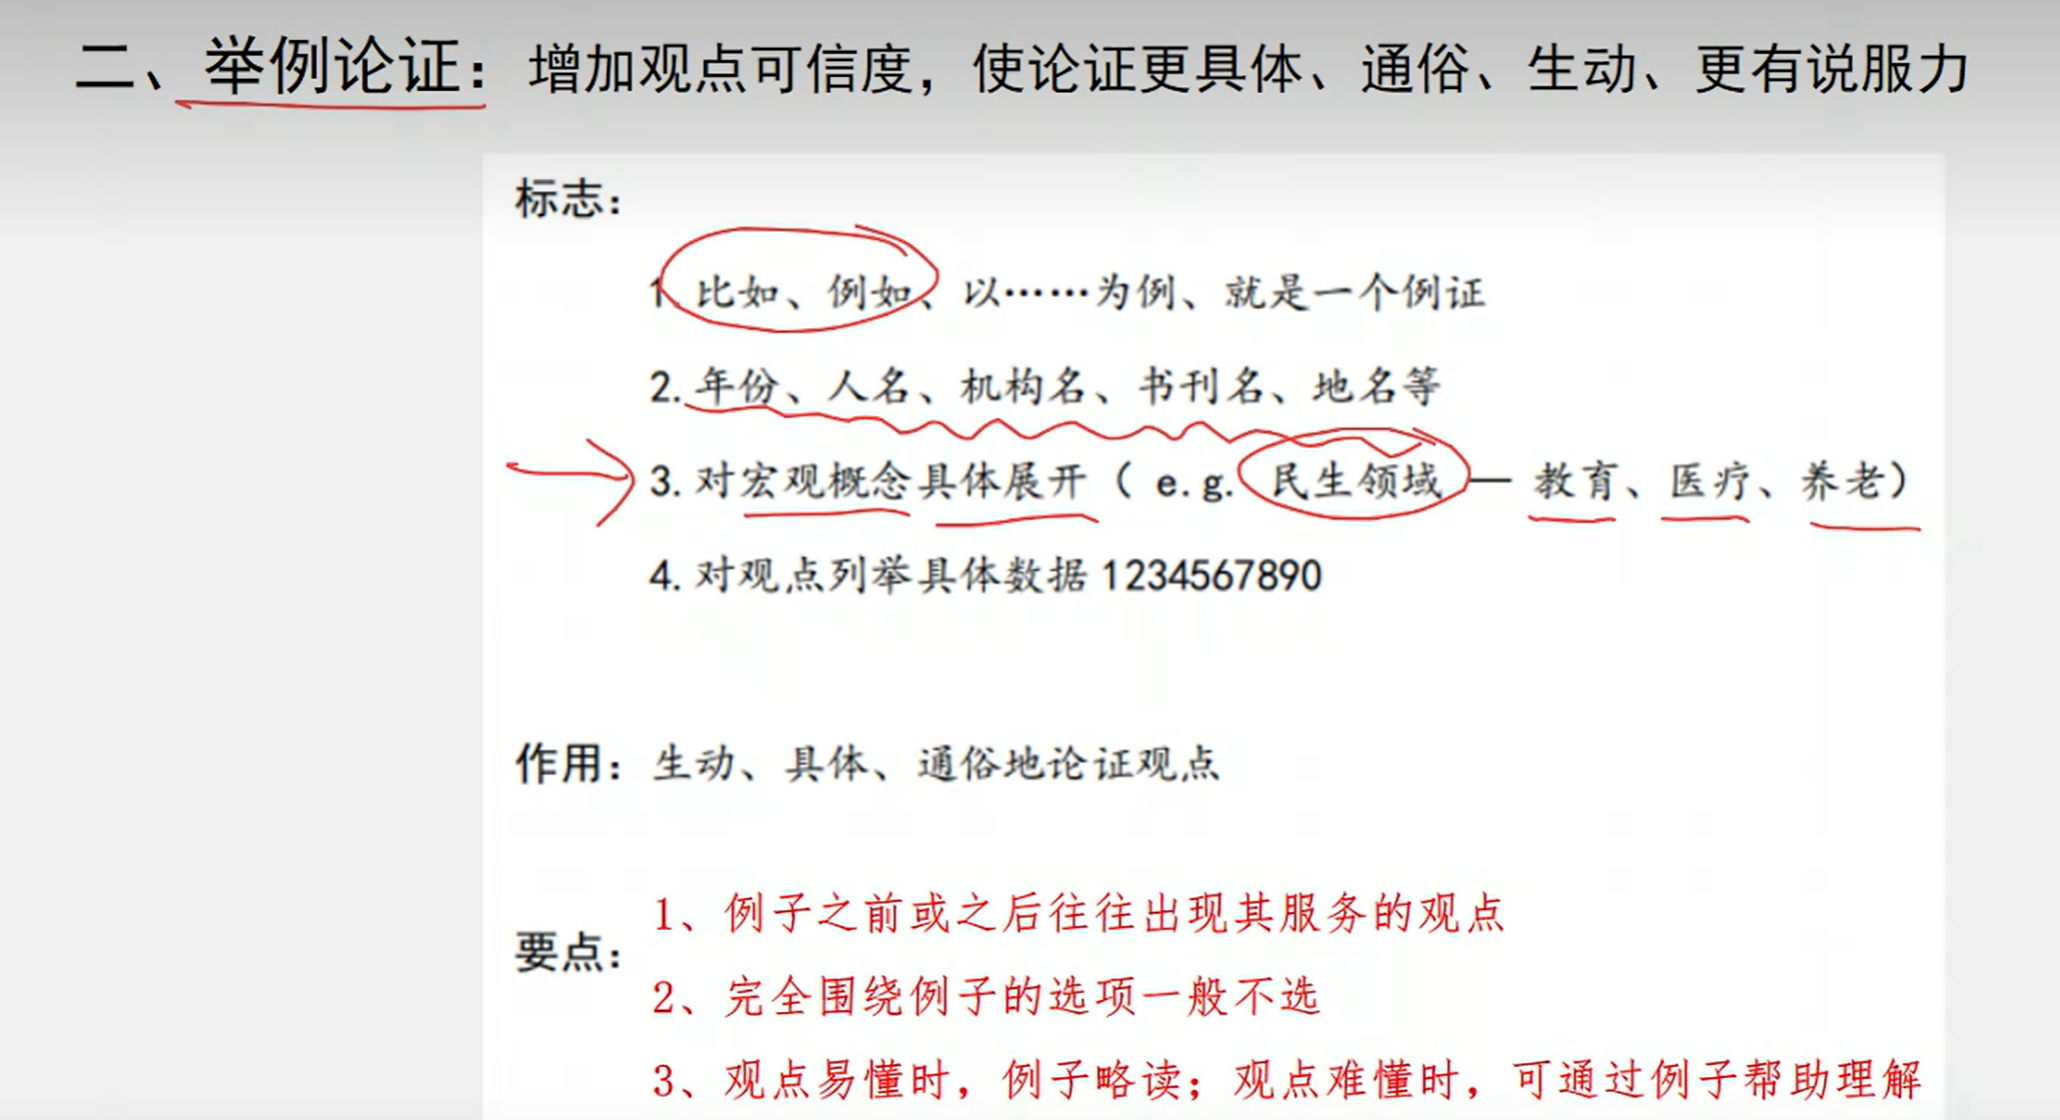 二、举例论证：增加观点可信度，使论证更具体、通俗、生动、更有说服力
标志：
1. 比如、例如、以……为例、就是一个例证
2. 年份、人名、机构名、书刊名、地名等
3. 对宏观概念具体展开（ e.g. 民生领域— 教育、医疗、养老）
4. 对观点列举具体数据 1234567890
作用：生动、具体、通俗地论证观点
要点：
1、例子之前或之后往往出现其服务的观点
2、完全围绕例子的选项一般不选
3、观点易懂时，例子略读；观点难懂时，可通过例子帮助理解